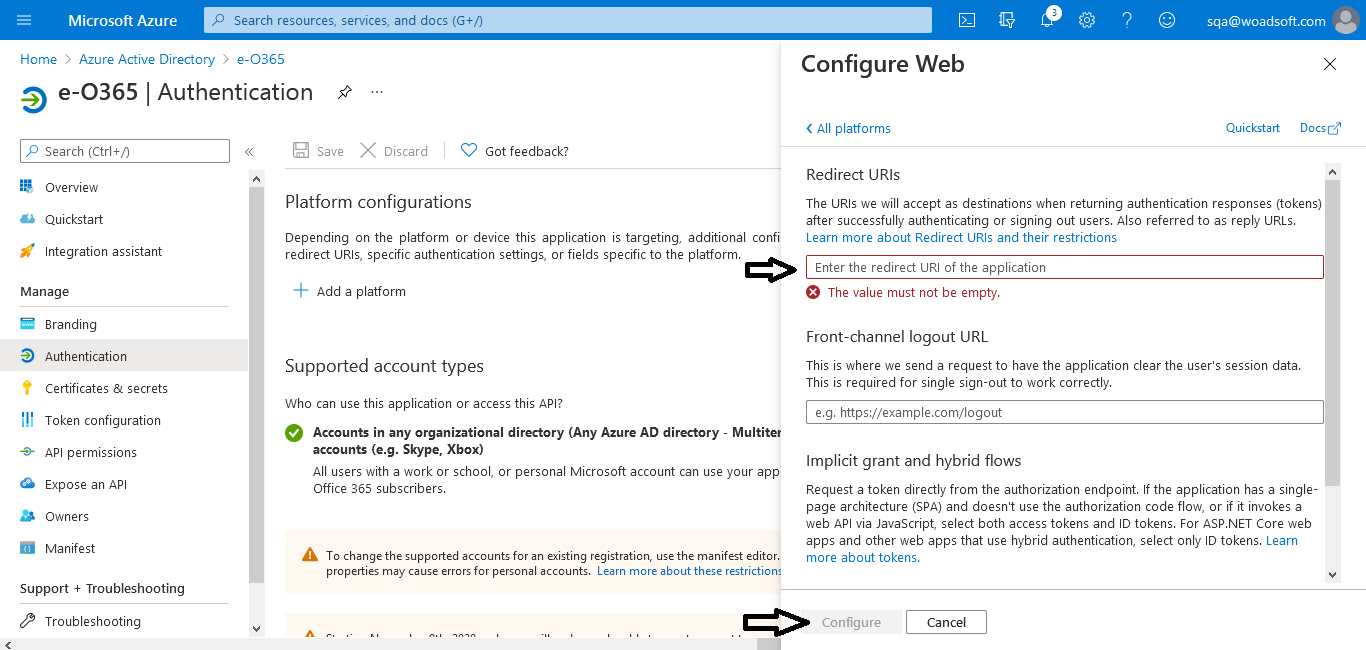 Microsoft Azure
Search resources, services, and docs (G+/)
3
sqa@woadsoft.com
Home > Azure Active Directory > e-O365
e-O365 | Authentication
...
Search (Ctrl+/)
«
Overview
Quickstart
Integration assistant
Manage
Branding
Authentication
Certificates & secrets
Token configuration
API permissions
Expose an API
Owners
Manifest
Support + Troubleshooting
Troubleshooting
Save
Discard
Got feedback?
Platform configurations
Depending on the platform or device this application is targeting, additional confi
redirect URIs, specific authentication settings, or fields specific to the platform.
Add a platform
Supported account types
Who can use this application or access this API?
Accounts in any organizational directory (Any Azure AD directory - Multiten
accounts (e.g. Skype, Xbox)
All users with a work or school, or personal Microsoft account can use your app
Office 365 subscribers.
To change the supported accounts for an existing registration, use the manifest editor.
properties may cause errors for personal accounts. Learn more about these restrictions
Configure Web
All platforms
Quickstart
Docs
Redirect URIs
The URIs we will accept as destinations when returning authentication responses (tokens)
after successfully authenticating or signing out users. Also referred to as reply URLs.
Learn more about Redirect URIs and their restrictions
Enter the redirect URI of the application
The value must not be empty.
Front-channel logout URL
This is where we send a request to have the application clear the user's session data.
This is required for single sign-out to work correctly.
e.g. https://example.com/logout
Implicit grant and hybrid flows
Request a token directly from the authorization endpoint. If the application has a single-
page architecture (SPA) and doesn't use the authorization code flow, or if it invokes a
web API via JavaScript, select both access tokens and ID tokens. For ASP.NET Core web
apps and other web apps that use hybrid authentication, select only ID tokens. Learn
more about tokens.
Configure
Cancel